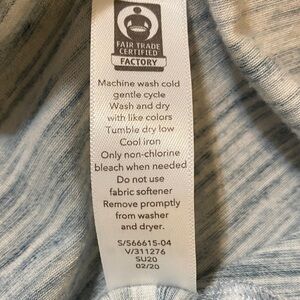 FAIR TRADE
CERTIFIED
FACTORY
Machine wash cold
gentle cycle
Wash and dry
with like colors
Tumble dry low
Cool iron
Only non-chlorine
bleach when needed
Do not use
fabric softener
Remove promptly
from washer
and dryer.
S/S66615-04
V/311276
SU20
02/20